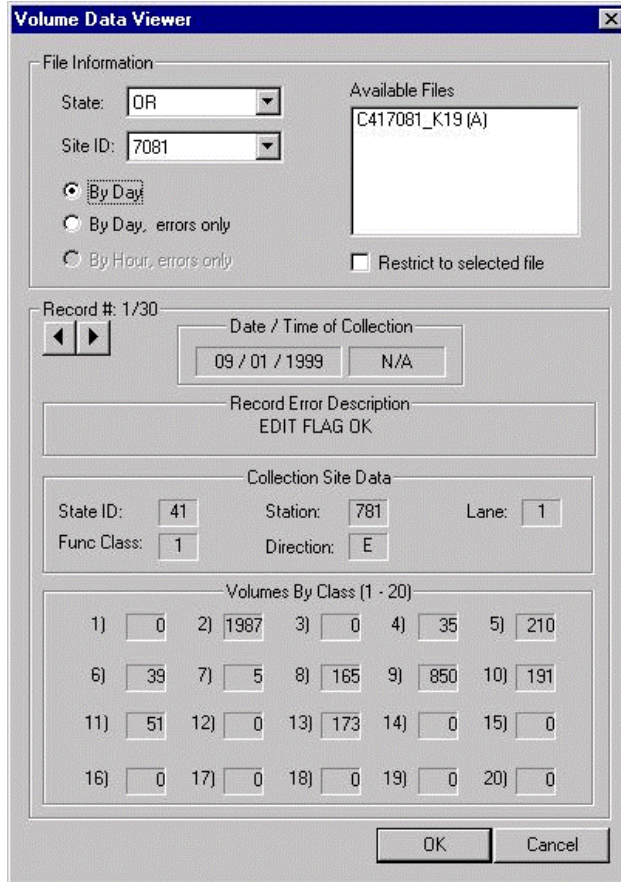 Volume Data Viewer
File Information
State: OR
Site ID: 7081
By Day
By Day, errors only
By Hour, errors only
Available Files
C417081_K19 (A)
Restrict to selected file
Record #: 1/30
Date / Time of Collection
09 / 01 / 1999 N/A
Record Error Description
EDIT FLAG OK
Collection Site Data
State ID: 41 Station: 781 Lane: 1
Func Class: 1 Direction: E
Volumes By Class (1 - 20)
1) 0 2) 1987 3) 0 4) 35 5) 210
6) 39 7) 5 8) 165 9) 850 10) 191
11) 51 12) 0 13) 173 14) 0 15) 0
16) 0 17) 0 18) 0 19) 0 20) 0
OK Cancel